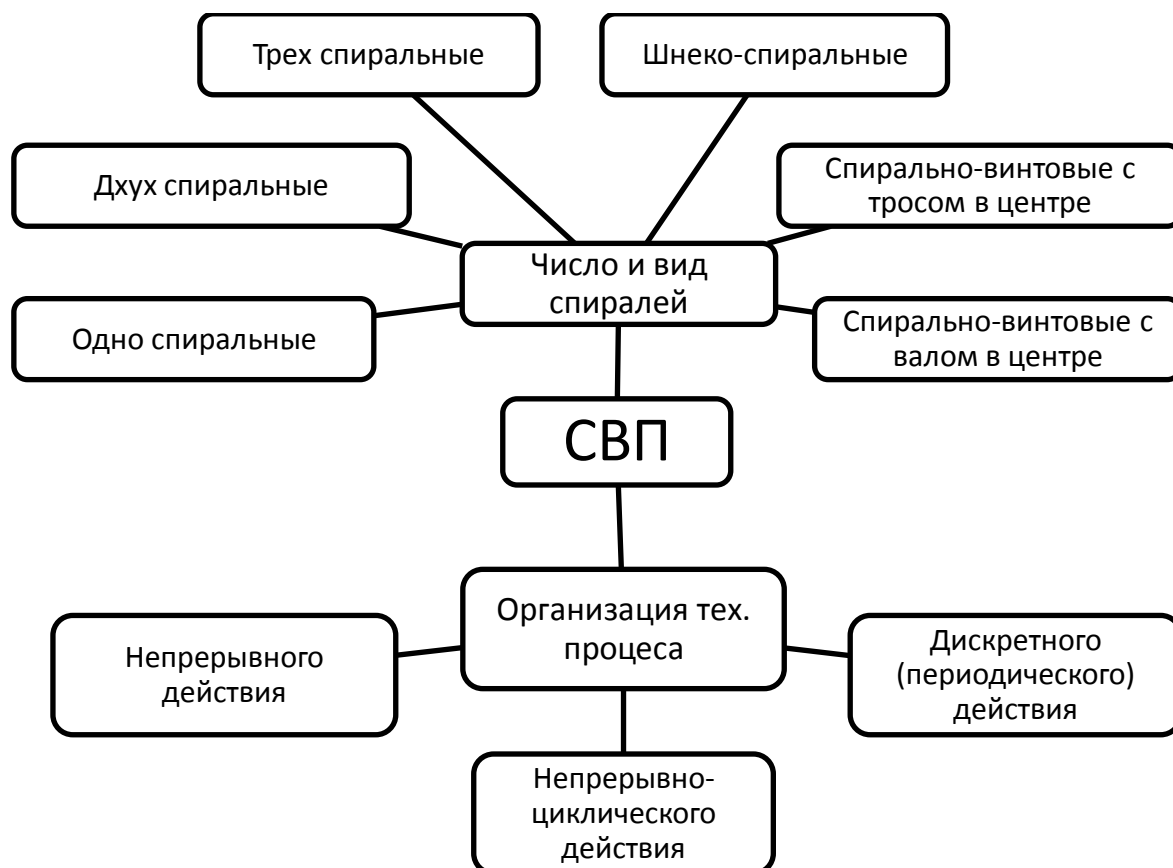 Трех спиральные
Шнеко-спиральные
Дхух спиральные
Спирально-винтовые с
тросом в центре
Число и вид
спиралей
Одно спиральные
Спирально-винтовые с
валом в центре
СВП
Организация тех.
процеса
Непрерывного
действия
Дискретного
(периодического)
действия
Непрерывно-
циклического
действия